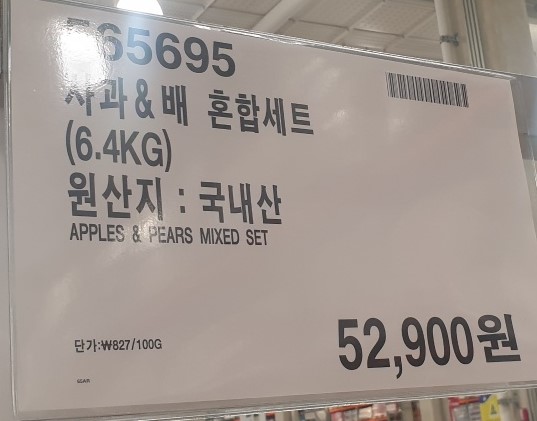 565695
사과&배 혼합세트
(6.4KG)
원산지 : 국내산
APPLES & PEARS MIXED SET
단가:₩827/100G
52,900원